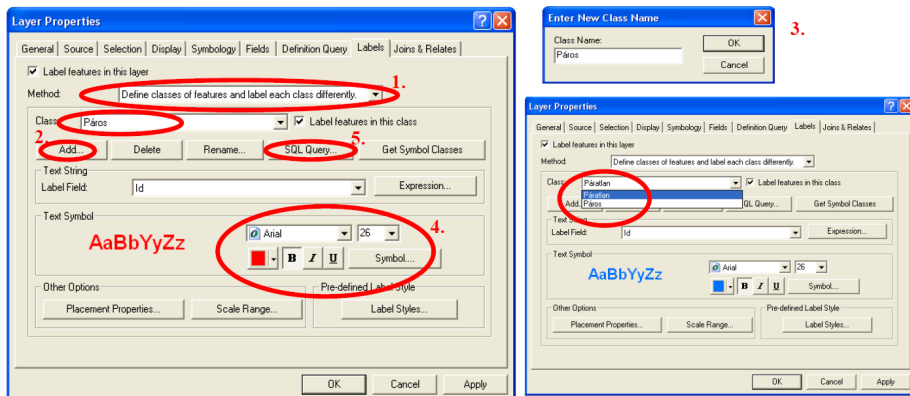 Layer Properties
General Source Selection Display Symbology Fields Definition Query Labels Joins & Relates
Label features in this layer
1.
Method: Define classes of features and label each class differently.
Class: Páros Label features in this class
2. 5.
Add... Delete Rename... SQL Query... Get Symbol Classes
Text String
Label Field: Id Expression...
Text Symbol
AaBbYyZz
Arial 26 4.
B I U Symbol...
Other Options Pre-defined Label Style
Placement Properties... Scale Range... Label Styles...
OK Cancel Apply
Enter New Class Name
3.
Class Name:
Páros
OK
Cancel
Layer Properties
General Source Selection Display Symbology Fields Definition Query Labels Joins & Relates
Label features in this layer
Method: Define classes of features and label each class differently.
Class: Páratlan Label features in this class
Páratlan
Add. Páros QL Query... Get Symbol Classes
Text String
Label Field: Id Expression...
Text Symbol
AaBbYyZz
Arial 26
B I U Symbol...
Other Options Pre-defined Label Style
Placement Properties... Scale Range... Label Styles...
OK Cancel Apply